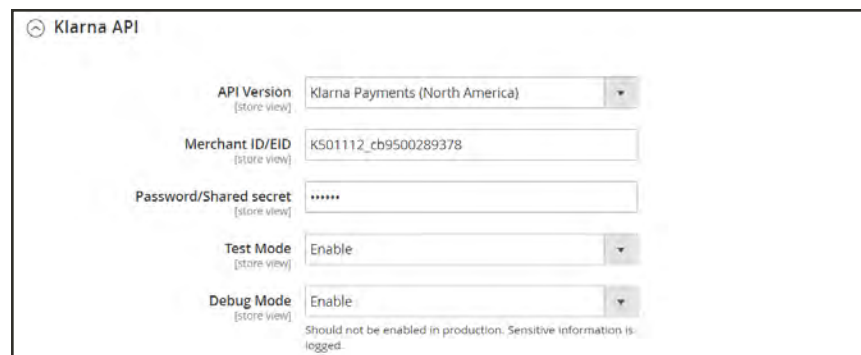 Klarna API
API Version
[store view]
Klarna Payments (North America)
Merchant ID/EID
[store view]
K501112_cb9500289378
Password/Shared secret
[store view]
••••••
Test Mode
[store view]
Enable
Debug Mode
[store view]
Enable
Should not be enabled in production. Sensitive information is
logged.